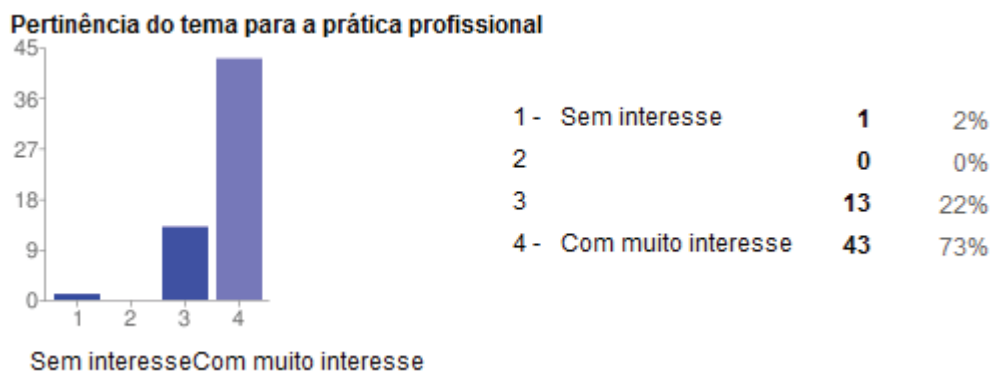 Pertinência do tema para a prática profissional
45
36
27
18
9
0
1 2 3 4
Sem interesseCom muito interesse
1 - Sem interesse 1 2%
2 0 0%
3 13 22%
4 - Com muito interesse 43 73%